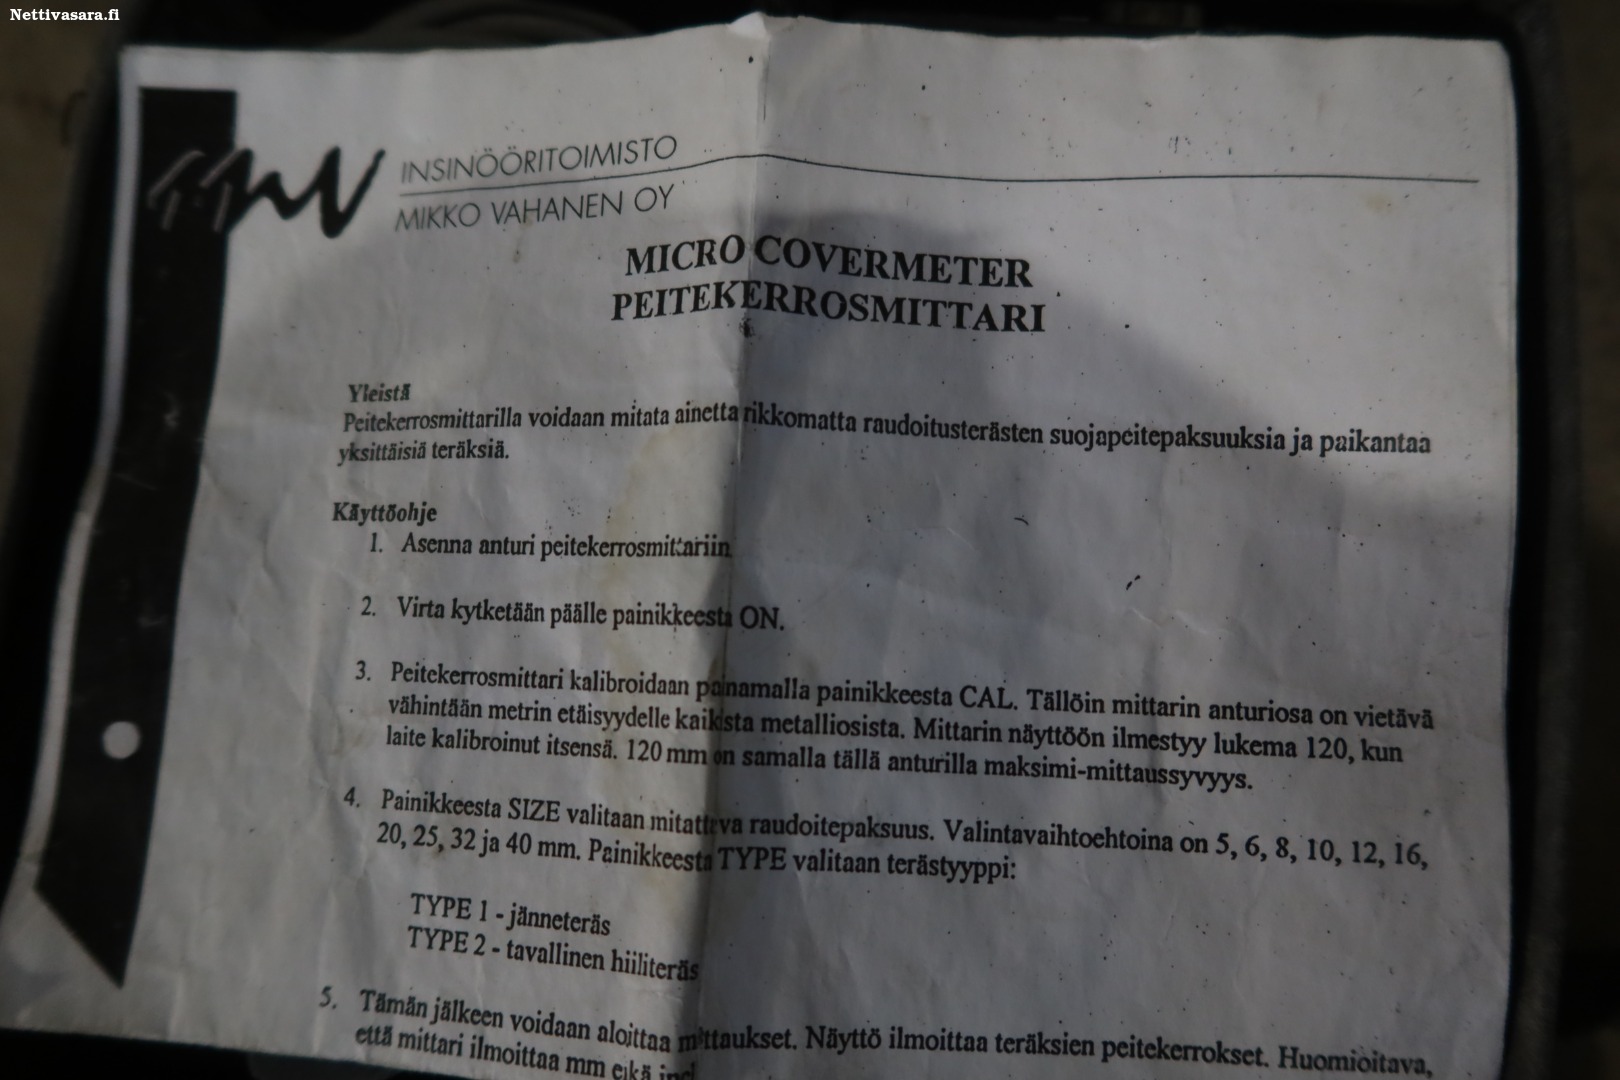 Nettivasara.fi
INSINÖÖRITOIMISTO
MIKKO VAHANEN OY
MICRO COVERMETER
PEITEKERROSMITTARI
Yleistä
Peitekerrosmittarilla voidaan mitata ainetta rikkomatta raudoitusterästen suojapeitepaksuuksia ja paikantaa
yksittäisiä teräksiä.
Käyttöohje
1. Asenna anturi peitekerrosmittariin.
2. Virta kytketään päälle painikkeesta ON.
3. Peitekerrosmittari kalibroidaan painamalla painikkeesta CAL. Tällöin mittarin anturiosa on vietävä
vähintään metrin etäisyydelle kaikista metalliosista. Mittarin näyttöön ilmestyy lukema 120, kun
laite kalibroinut itsensä. 120 mm on samalla tällä anturilla maksimi-mittaussyvyys.
4. Painikkeesta SIZE valitaan mitattava raudoitepaksuus. Valintavaihtoehtoina on 5, 6, 8, 10, 12, 16,
20, 25, 32 ja 40 mm. Painikkeesta TYPE valitaan terästyyppi:
TYPE 1 - jänneteräs
TYPE 2 - tavallinen hiiliteräs
5. Tämän jälkeen voidaan aloittaa mittaukset. Näyttö ilmoittaa teräksien peitekerrokset. Huomioitava,
että mittari ilmoittaa mm eikä